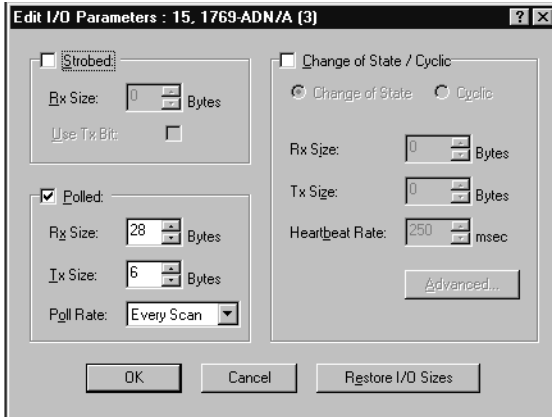 Edit I/O Parameters : 15, 1769-ADN/A (3)
Strobed:
Rx Size: 0 Bytes
Use Tx Bit:
Polled:
Rx Size: 28 Bytes
Tx Size: 6 Bytes
Poll Rate: Every Scan
Change of State / Cyclic
Change of State Cyclic
Rx Size: 0 Bytes
Tx Size: 0 Bytes
Heartbeat Rate: 250 msec
Advanced...
OK Cancel Restore I/O Sizes